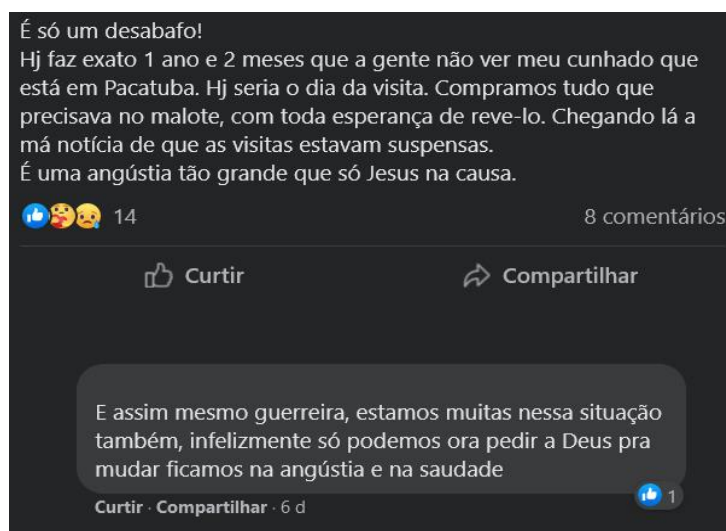 É só um desabafo!
Hj faz exato 1 ano e 2 meses que a gente não ver meu cunhado que
está em Pacatuba. Hj seria o dia da visita. Compramos tudo que
precisava no malote, com toda esperança de reve-lo. Chegando lá a
má notícia de que as visitas estavam suspensas.
É uma angústia tão grande que só Jesus na causa.
14
8 comentários
Curtir
Compartilhar
E assim mesmo guerreira, estamos muitas nessa situação
também, infelizmente só podemos ora pedir a Deus pra
mudar ficamos na angústia e na saudade
1
Curtir · Compartilhar · 6 d